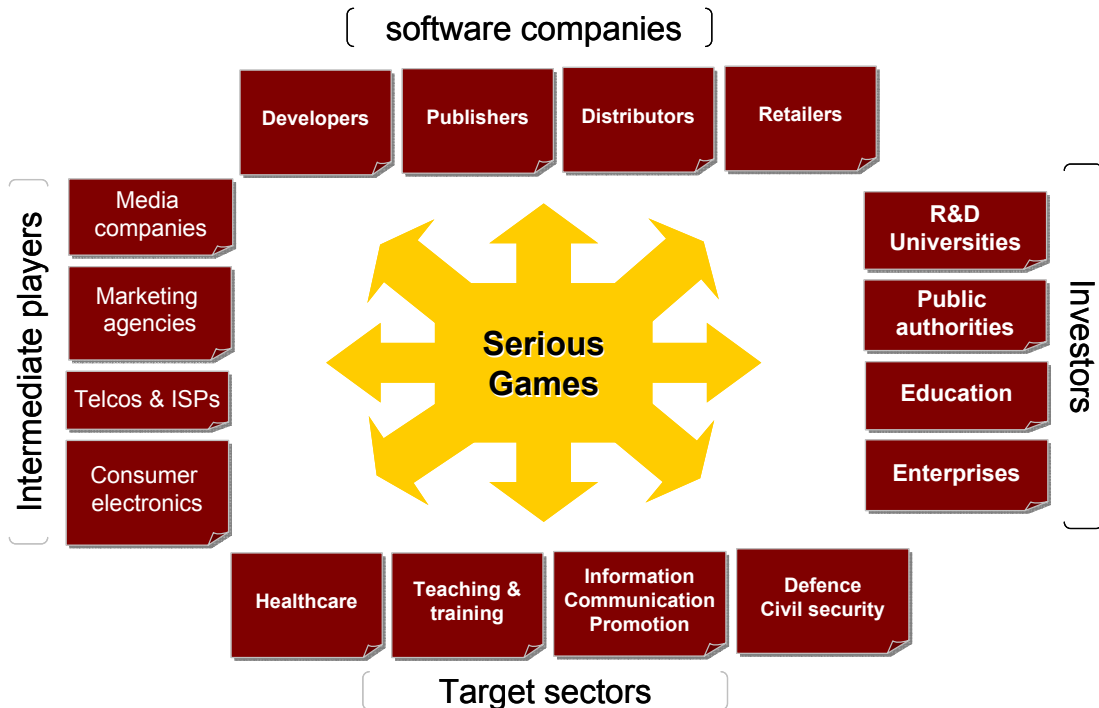 software companies
Developers
Publishers
Distributors
Retailers
Intermediate players
Media
companies
Marketing
agencies
Telcos & ISPs
Consumer
electronics
Serious
Games
Investors
R&D
Universities
Public
authorities
Education
Enterprises
Healthcare
Teaching &
training
Information
Communication
Promotion
Defence
Civil security
Target sectors